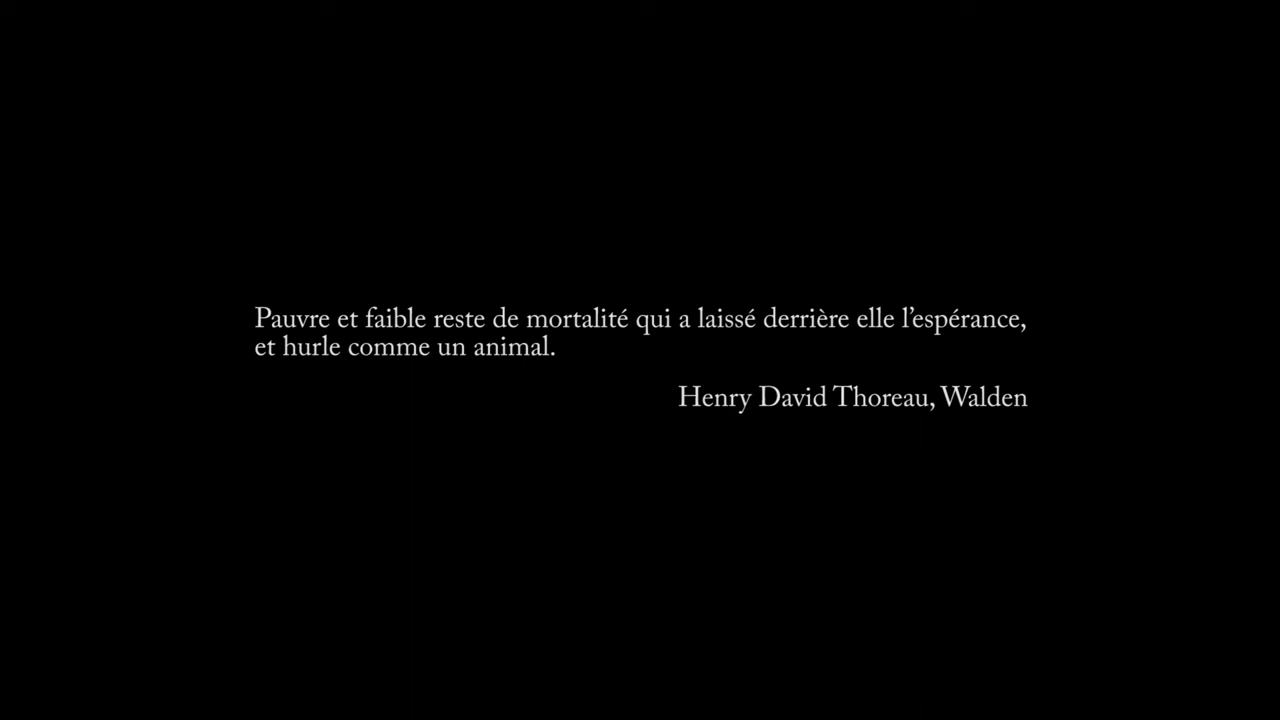 Pauvre et faible reste de mortalité qui a laissé derrière elle l’espérance,
et hurle comme un animal.
Henry David Thoreau, Walden